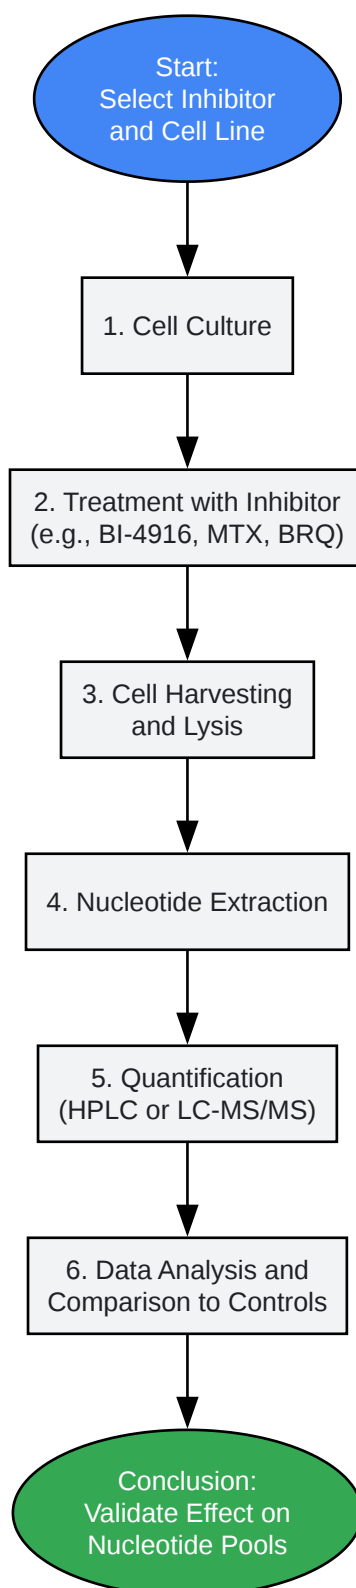 Start:
Select Inhibitor
and Cell Line
1. Cell Culture
2. Treatment with Inhibitor
(e.g., BI-4916, MTX, BRQ)
3. Cell Harvesting
and Lysis
4. Nucleotide Extraction
5. Quantification
(HPLC or LC-MS/MS)
6. Data Analysis and
Comparison to Controls
Conclusion:
Validate Effect on
Nucleotide Pools